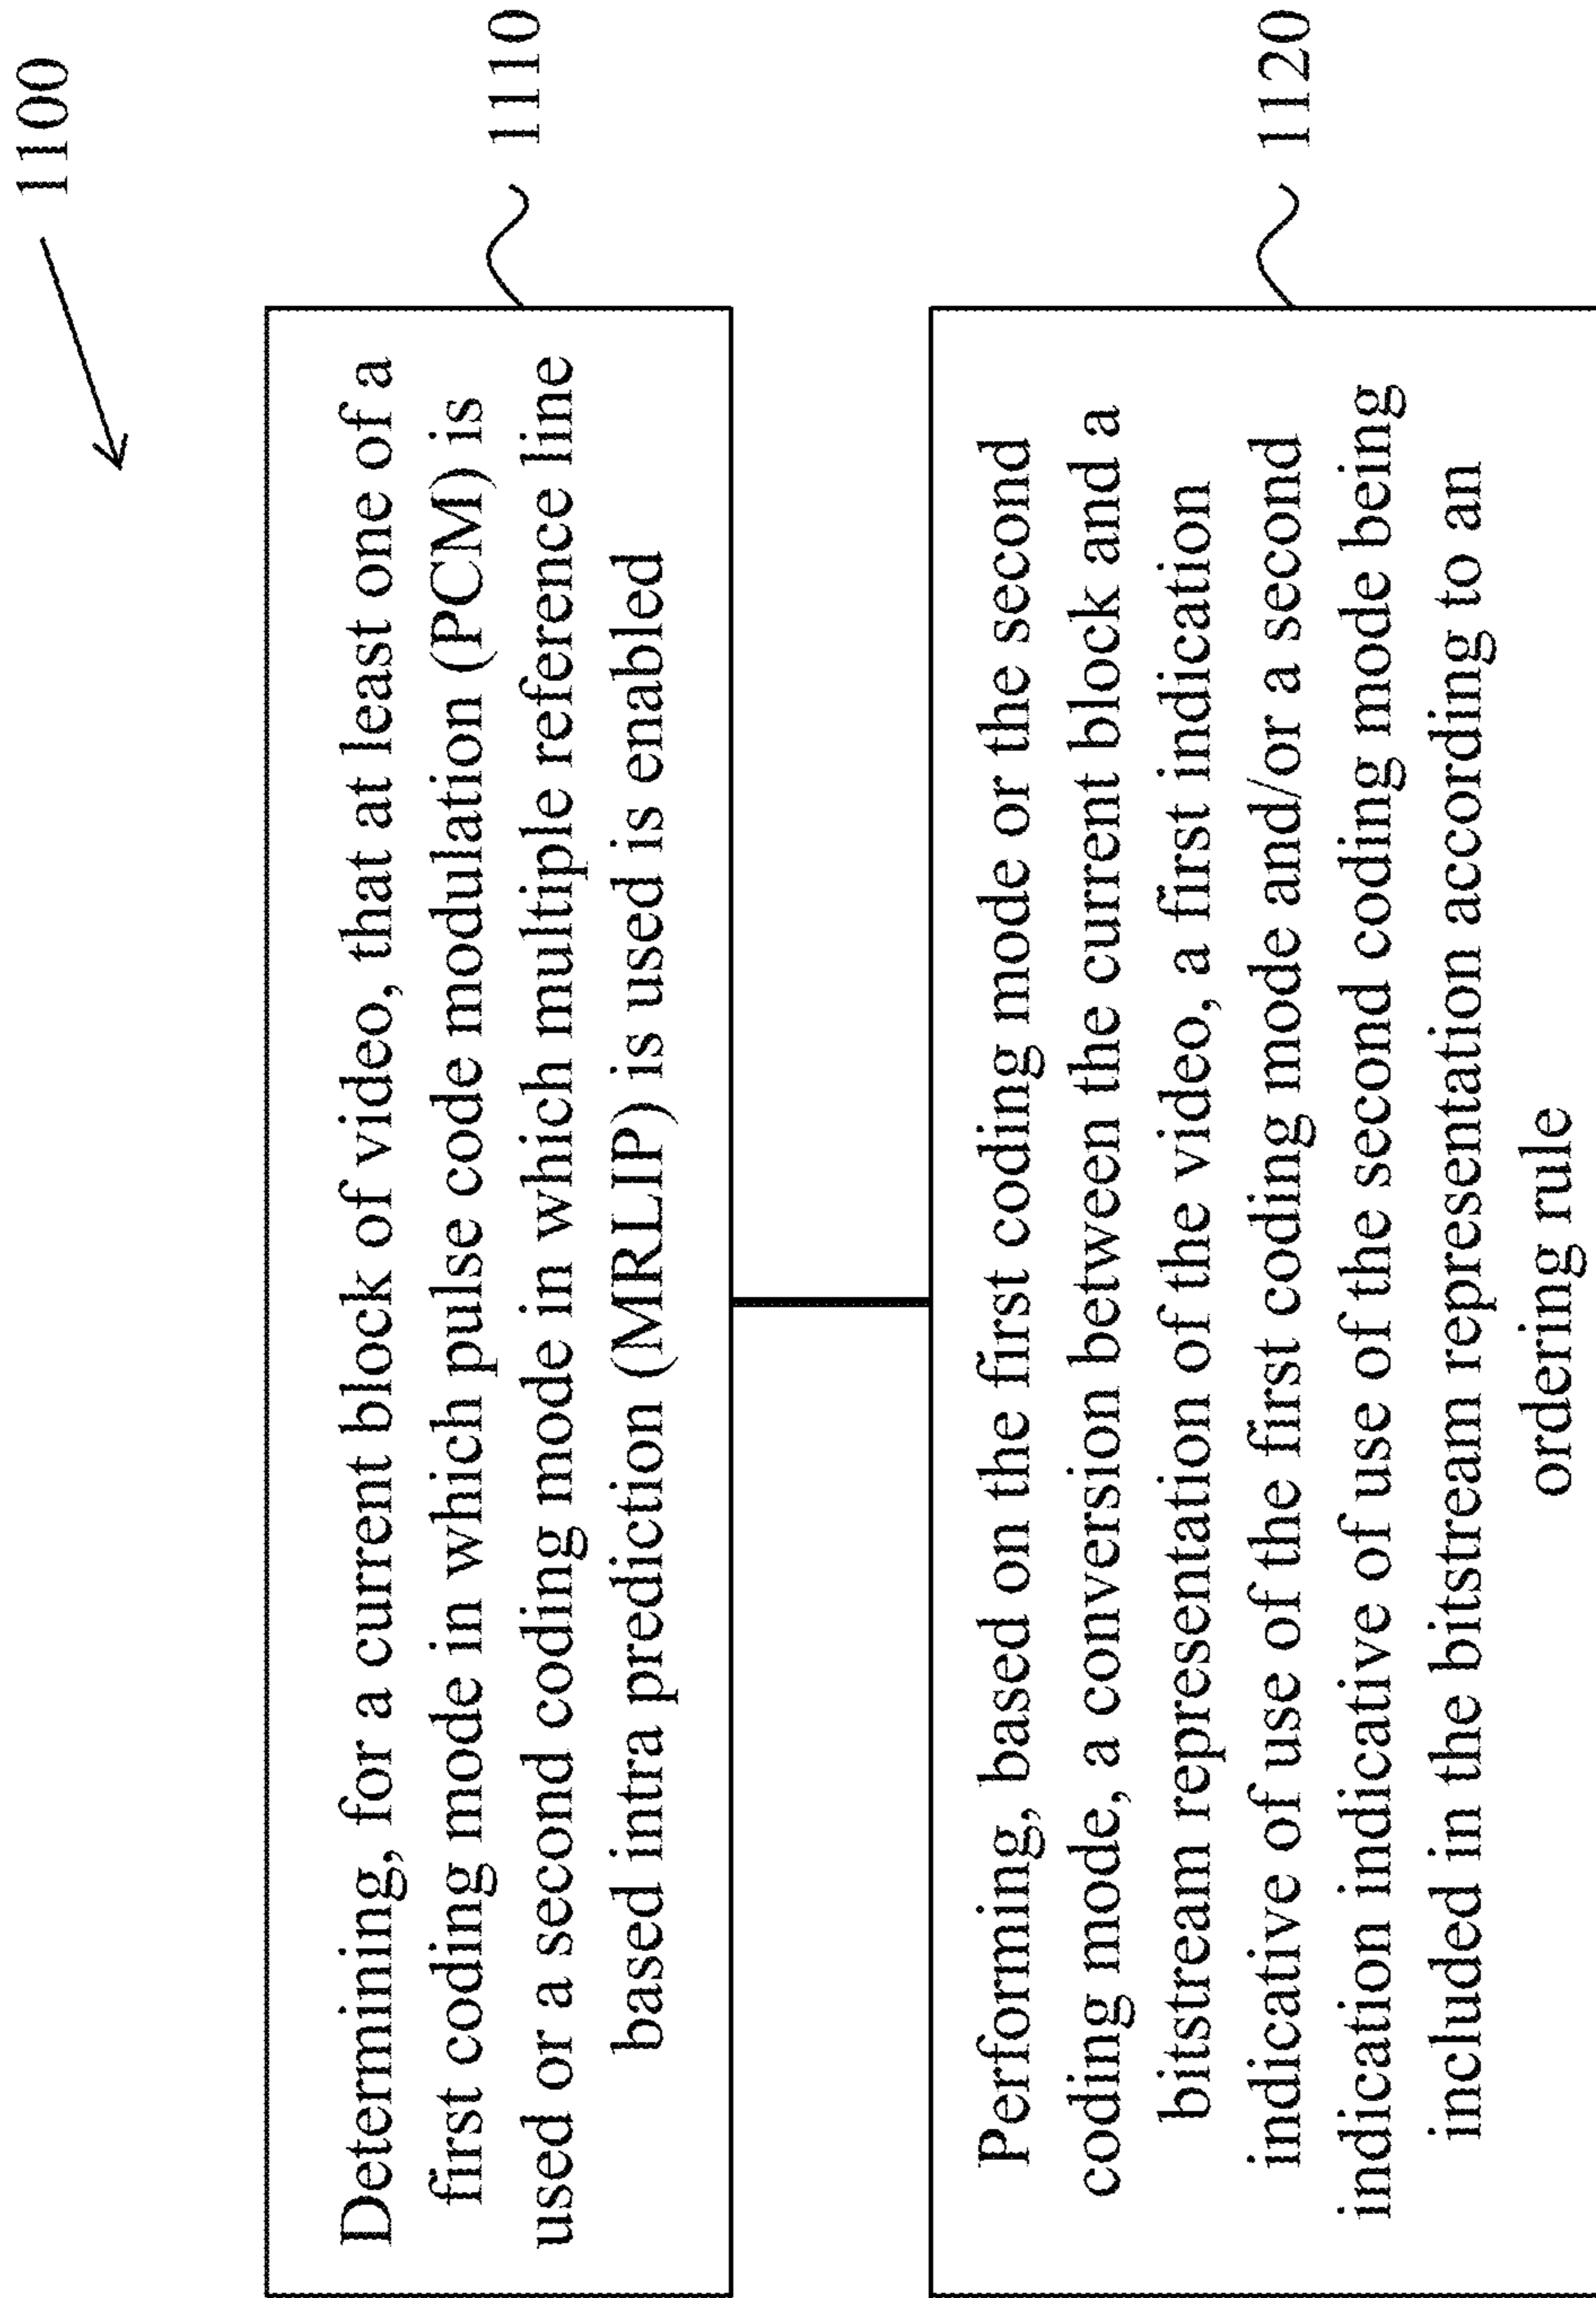 1100
Determining, for a current block of video, that at least one of a
first coding mode in which pulse code modulation (PCM) is
used or a second coding mode in which multiple reference line
based intra prediction (MRLIP) is used is enabled
1110
Performing, based on the first coding mode or the second
coding mode, a conversion between the current block and a
bitstream representation of the video, a first indication
indicative of use of the first coding mode and/or a second
indication indicative of use of the second coding mode being
included in the bitstream representation according to an
ordering rule
1120